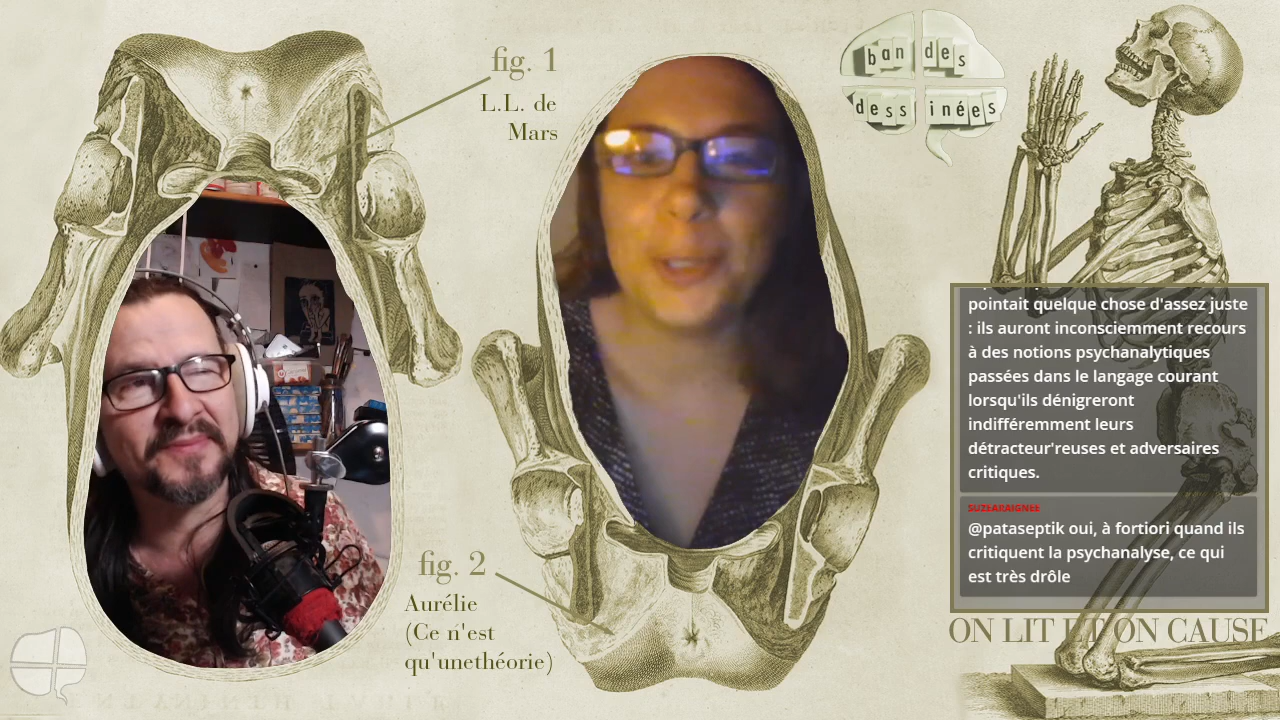 fig. 1
L.L. de
Mars
ban des
dess inées
pointait quelque chose d'assez juste
: ils auront inconsciemment recours
à des notions psychanalytiques
passées dans le langage courant
lorsqu'ils dénigreront
indifféremment leurs
détracteur'reuses et adversaires
critiques.
SUZEARAIGNÉE
@pataseptik oui, à fortiori quand ils
critiquent la psychanalyse, ce qui
est très drôle
fig. 2
Aurélie
(Ce n'est
qu'unethéorie)
ON LIT ET ON CAUSE